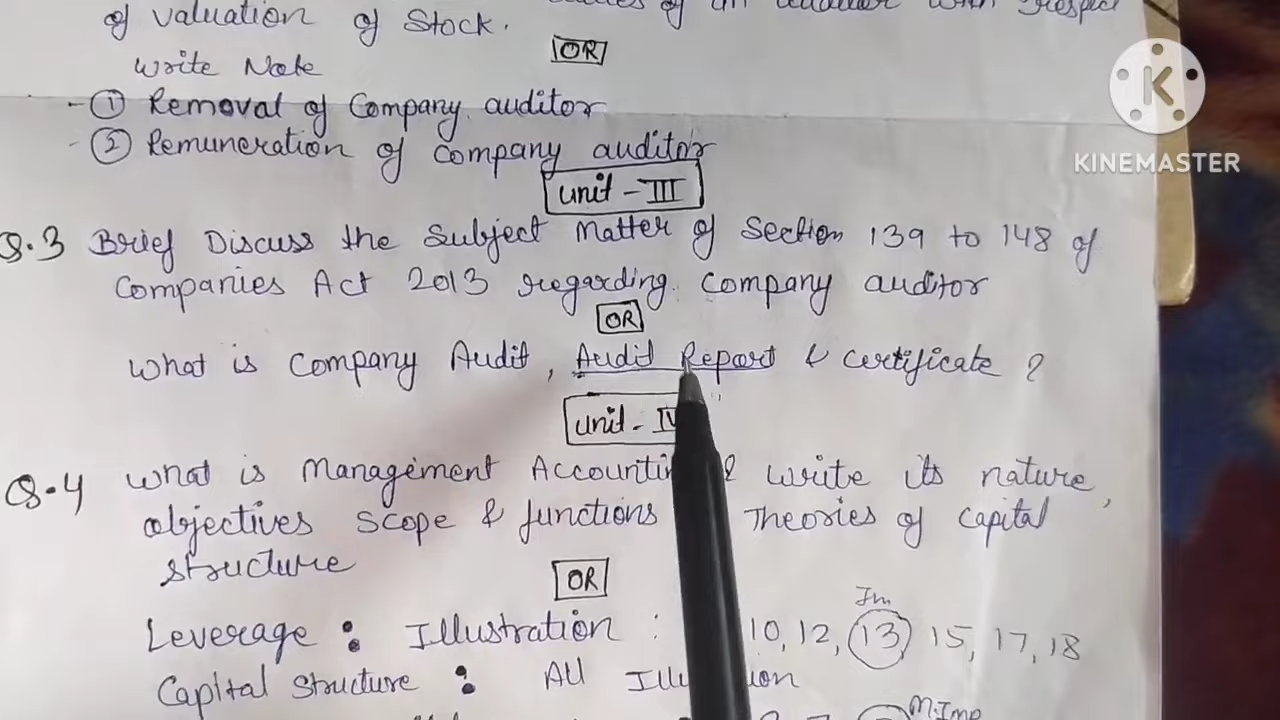 of valuation of Stock.
OR
Write Note
① Removal of Company auditor
② Remuneration of Company auditor
Unit - III
Q.3 Brief Discuss the Subject Matter of Section 139 to 148 of
Companies Act 2013 regarding Company auditor
OR
What is Company Audit, Audit Report & Certificate ?
Unit - IV
Q.4 What is Management Write its nature,
objectives Scope & functions Theories of Capital
Structure
OR
Im
Leverage : Illustration : 10, 12, 13 15, 17, 18
Capital Structure : All
M.Imp
K
KINEMASTER